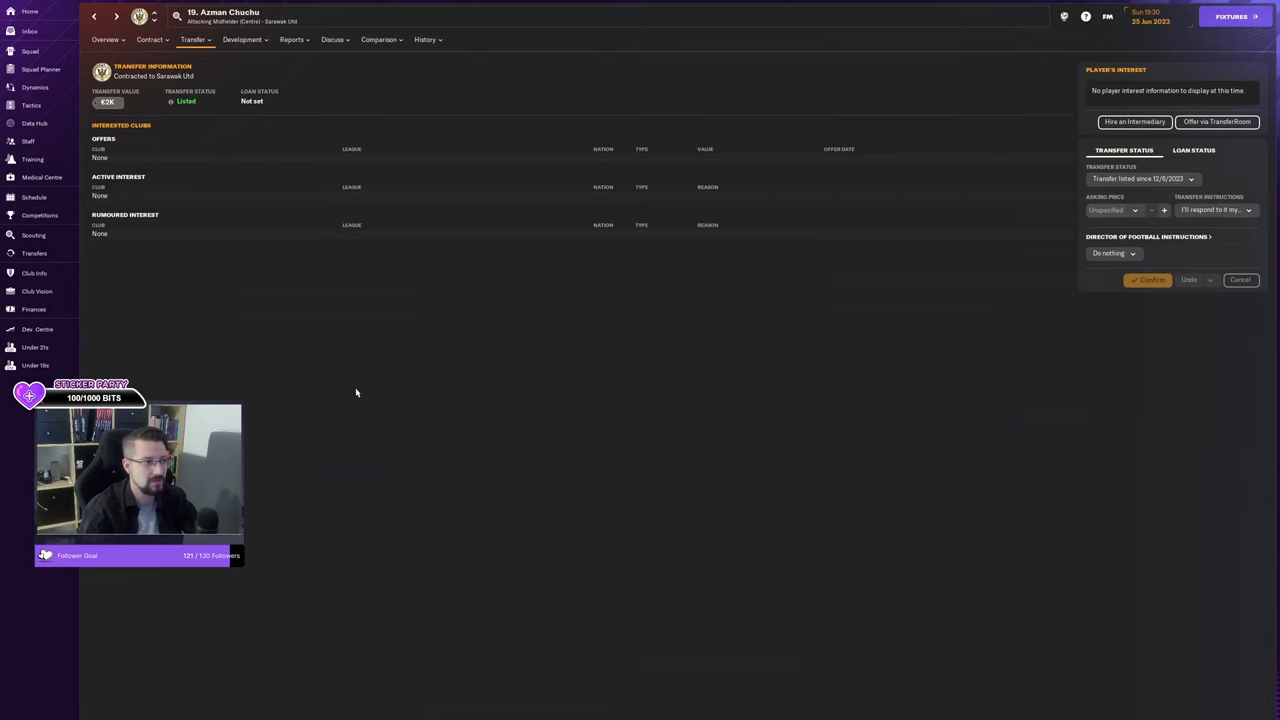 Home
Inbox
Squad
Squad Planner
Dynamics
Tactics
Data Hub
Staff
Training
Medical Centre
Schedule
Competitions
Scouting
Transfers
Club Info
Club Vision
Finances
Dev. Centre
Under 21s
Under 19s
19. Azman Chuchu
Attacking Midfielder (Centre) - Sarawak Utd
FM
Sun 19:30
25 Jun 2023
FIXTURES
Overview Contract Transfer Development Reports Discuss Comparison History
TRANSFER INFORMATION
Contracted to Sarawak Utd
TRANSFER VALUE TRANSFER STATUS LOAN STATUS
€2K Listed Not set
INTERESTED CLUBS
OFFERS
CLUB LEAGUE NATION TYPE VALUE OFFER DATE
None
ACTIVE INTEREST
CLUB LEAGUE NATION TYPE REASON
None
RUMOURED INTEREST
CLUB LEAGUE NATION TYPE REASON
None
PLAYER'S INTEREST
No player interest information to display at this time.
Hire an Intermediary Offer via TransferRoom
TRANSFER STATUS LOAN STATUS
TRANSFER STATUS
Transfer listed since 12/6/2023
ASKING PRICE TRANSFER INSTRUCTIONS
Unspecified - + I'll respond to it my...
DIRECTOR OF FOOTBALL INSTRUCTIONS >
Do nothing
Confirm Undo Cancel
STICKER PARTY
100/1000 BITS
Follower Goal 121 / 130 Followers